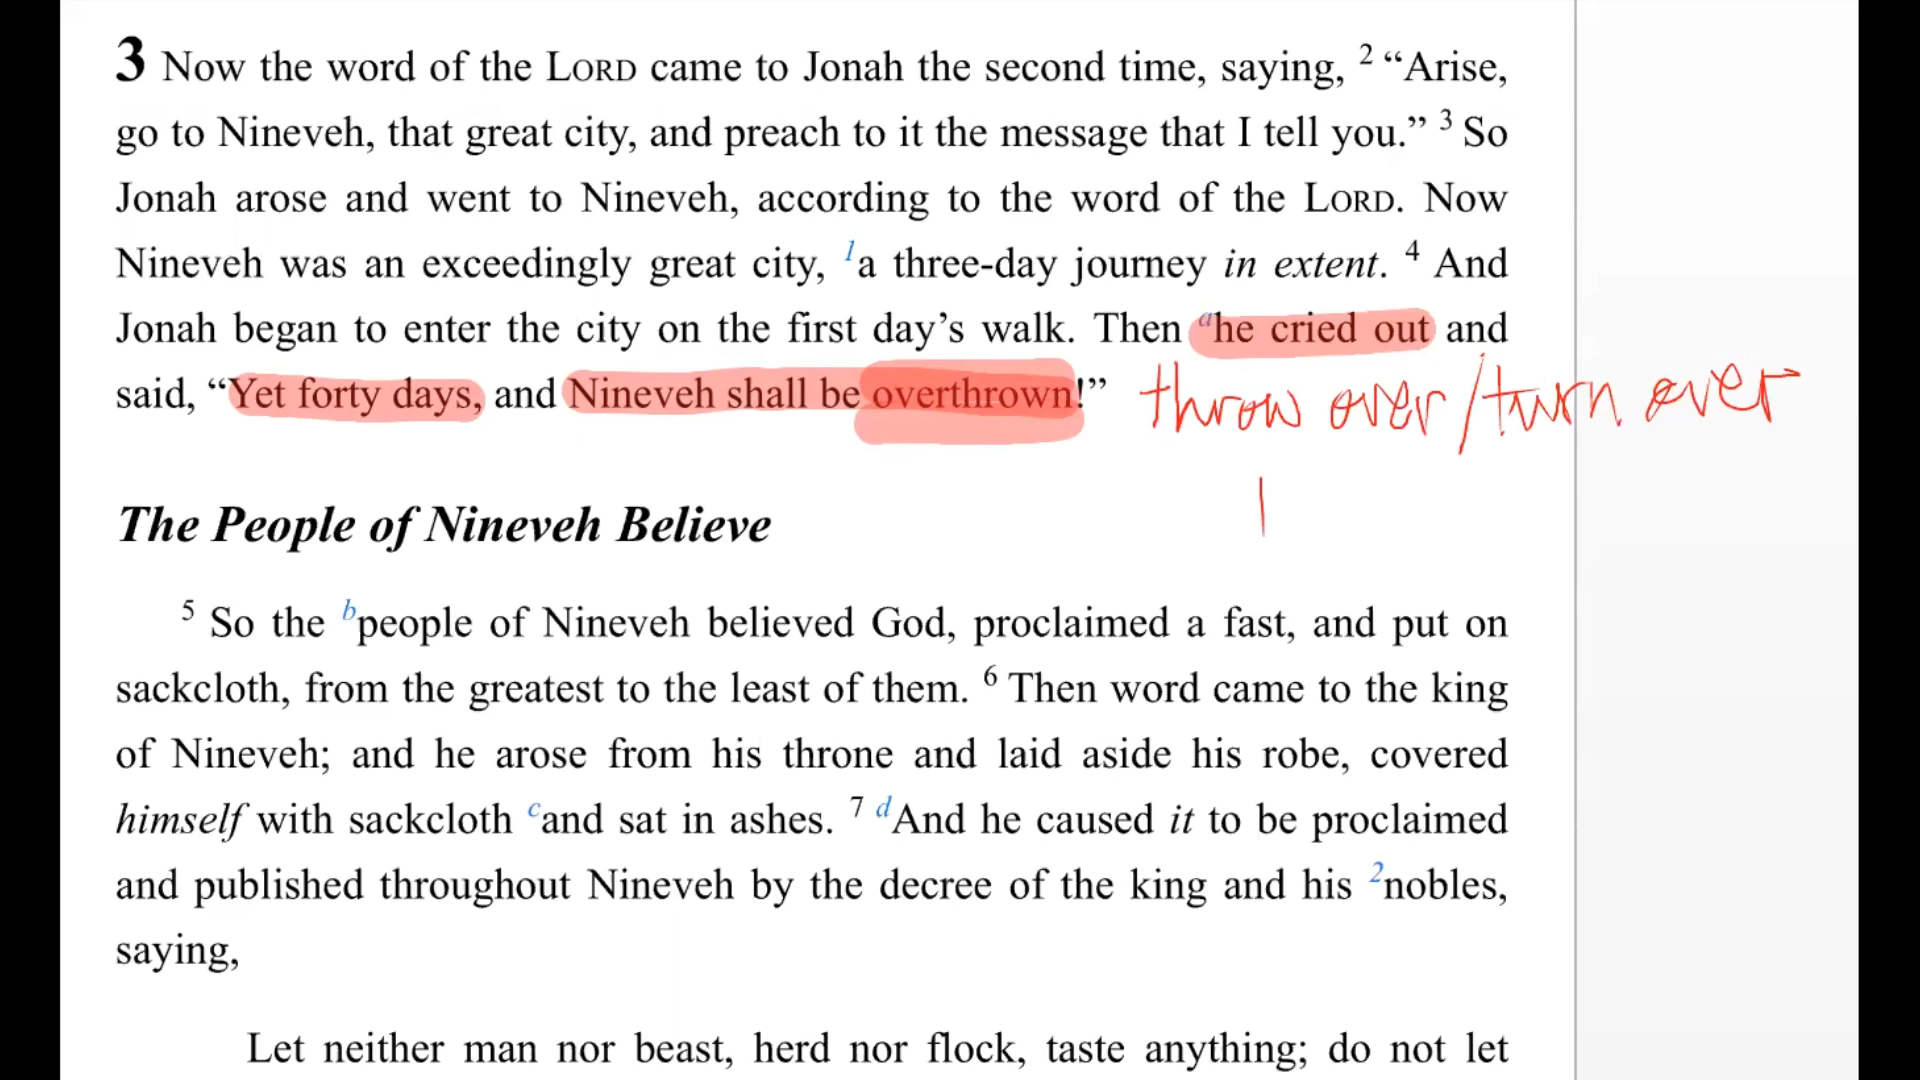 3 Now the word of the LORD came to Jonah the second time, saying, 2 “Arise,
go to Nineveh, that great city, and preach to it the message that I tell you.” 3 So
Jonah arose and went to Nineveh, according to the word of the LORD. Now
Nineveh was an exceedingly great city, 1a three-day journey in extent. 4 And
Jonah began to enter the city on the first day’s walk. Then ahe cried out and
said, “Yet forty days, and Nineveh shall be overthrown!” throw over/turn over
The People of Nineveh Believe
5 So the bpeople of Nineveh believed God, proclaimed a fast, and put on
sackcloth, from the greatest to the least of them. 6 Then word came to the king
of Nineveh; and he arose from his throne and laid aside his robe, covered
himself with sackcloth cand sat in ashes. 7 dAnd he caused it to be proclaimed
and published throughout Nineveh by the decree of the king and his 2nobles,
saying,
Let neither man nor beast, herd nor flock, taste anything; do not let